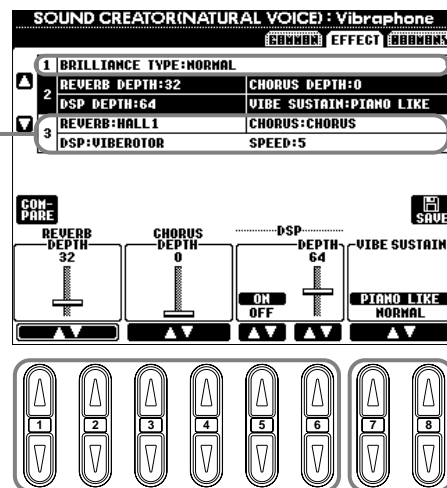 SOUND CREATOR(NATURAL VOICE) : Vibraphone
COMMON EFFECT HARMONY
1 BRILLIANCE TYPE:NORMAL
2 REVERB DEPTH:32 CHORUS DEPTH:0
DSP DEPTH:64 VIBE SUSTAIN:PIANO LIKE
3 REVERB:HALL1 CHORUS:CHORUS
DSP:VIBEROTOR SPEED:5
COM-
PARE
SAVE
REVERB DEPTH CHORUS DEPTH DSP DEPTH VIBE SUSTAIN
32 0 64
ON PIANO LIKE
OFF NORMAL
1 2 3 4 5 6 7 8